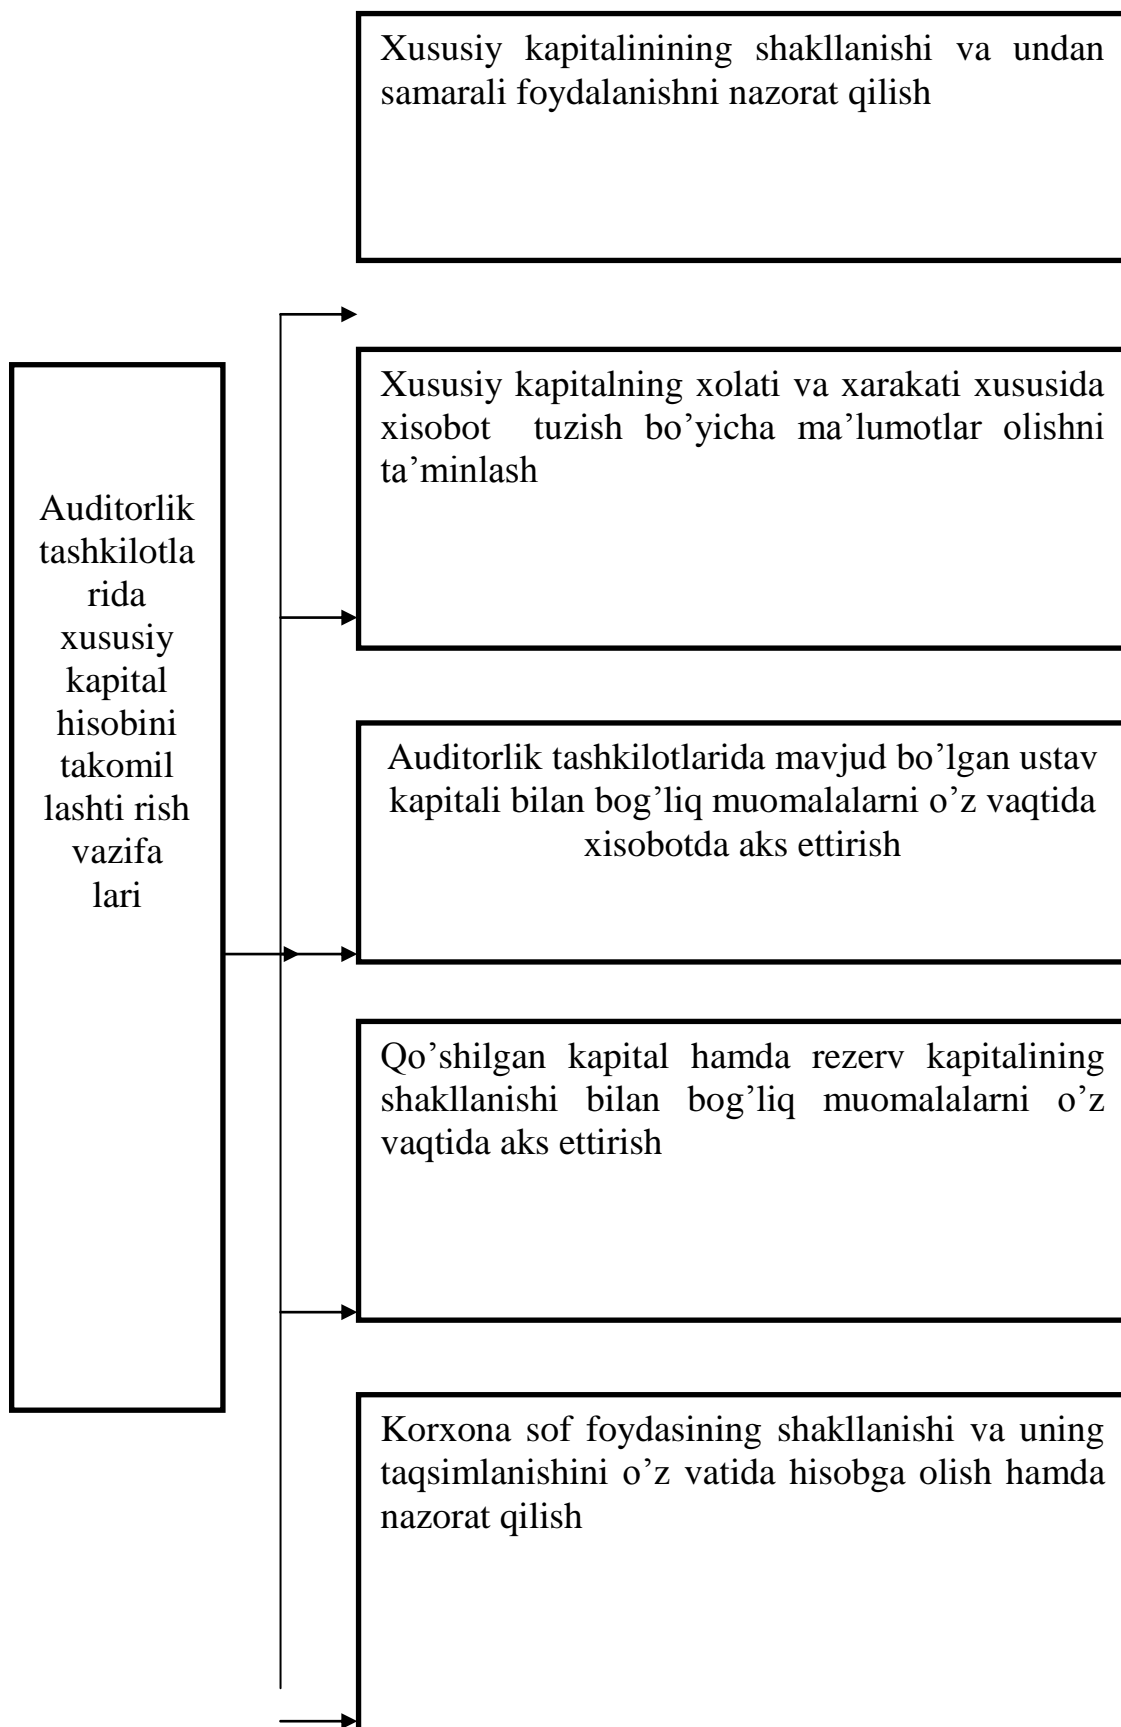 Xususiy kapitalinining shakllanishi va undan
samarali foydalanishni nazorat qilish
Xususiy kapitalning xolati va xarakati xususida
xisobot tuzish bo’yicha ma’lumotlar olishni
ta’minlash
Auditorlik
tashkilotla
rida
xususiy
kapital
hisobini
takomil
lashti rish
vazifa
lari
Auditorlik tashkilotlarida mavjud bo’lgan ustav
kapitali bilan bog’liq muomalalarni o’z vaqtida
xisobotda aks ettirish
Qo’shilgan kapital hamda rezerv kapitalining
shakllanishi bilan bog’liq muomalalarni o’z
vaqtida aks ettirish
Korxona sof foydasining shakllanishi va uning
taqsimlanishini o’z vatida hisobga olish hamda
nazorat qilish